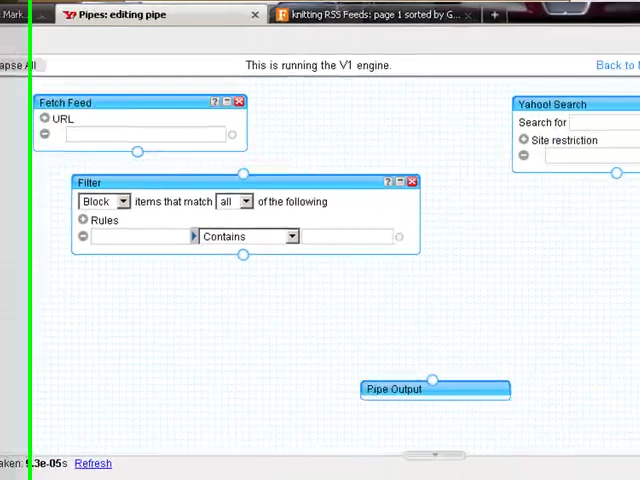 Mark...
Pipes: editing pipe
knitting RSS Feeds: page 1 sorted by G...
apse All
This is running the V1 engine.
Back to
Fetch Feed
URL
Yahoo! Search
Search for
Site restriction
Filter
Block items that match all of the following
Rules
Contains
Pipe Output
aken: 9.3e-05s Refresh